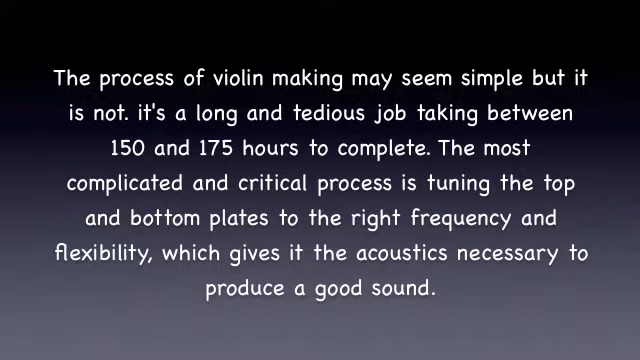 The process of violin making may seem simple but it
is not. it's a long and tedious job taking between
150 and 175 hours to complete. The most
complicated and critical process is tuning the top
and bottom plates to the right frequency and
flexibility, which gives it the acoustics necessary to
produce a good sound.